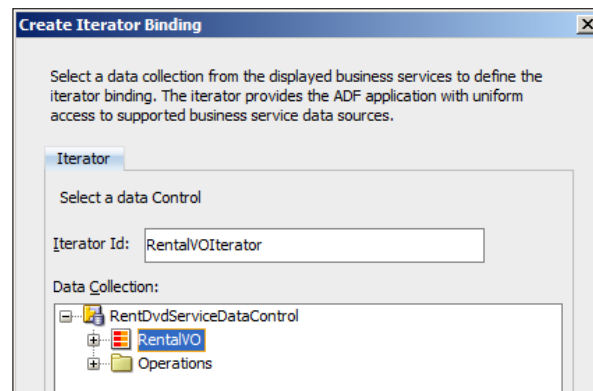 Create Iterator Binding
Select a data collection from the displayed business services to define the
iterator binding. The iterator provides the ADF application with uniform
access to supported business service data sources.
Iterator
Select a data Control
Iterator Id: RentalVOIterator
Data Collection:
RentDvdServiceDataControl
RentalVO
Operations